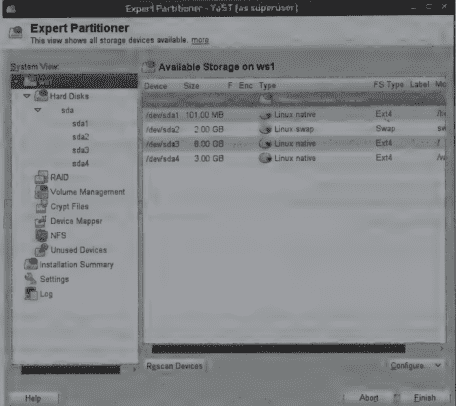 Expert Partitioner - YaST (as superuser)
Expert Partitioner
This view shows all storage devices available. more
System View
Available Storage on ws1
Device Size F Enc Type FS Type Label Mo
Hard Disks
sda
/dev/sda1 101.00 MB Linux native Ext4
sda1
/dev/sda2 2.00 GB Linux swap Swap sw
sda2
/dev/sda3 8.00 GB Linux native Ext4 /
sda3
/dev/sda4 3.00 GB Linux native Ext4
sda4
RAID
Volume Management
Crypt Files
Device Mapper
NFS
Unused Devices
Installation Summary
Settings
Log
Rescan Devices
Configure
Help
Abort
Finish